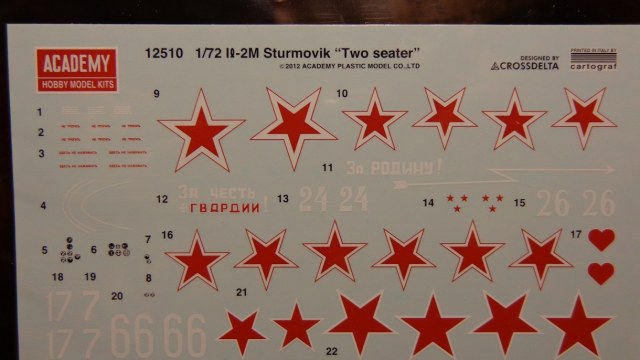 ACADEMY
HOBBY MODEL KITS
12510 1/72 Iℓ-2M Sturmovik “Two seater”
©2012 ACADEMY PLASTIC MODEL CO.,LTD
DESIGNED BY
CROSSDELTA
PRINTED IN ITALY BY
cartograf
1
2
3
4
5
6
7
8
9
10
11
За РОДИНУ!
12
За честь
ГВАРДИИ!
13
24 24
14
15
26 26
16
17
18
19
17 7
17 7
20
66 66
21
22